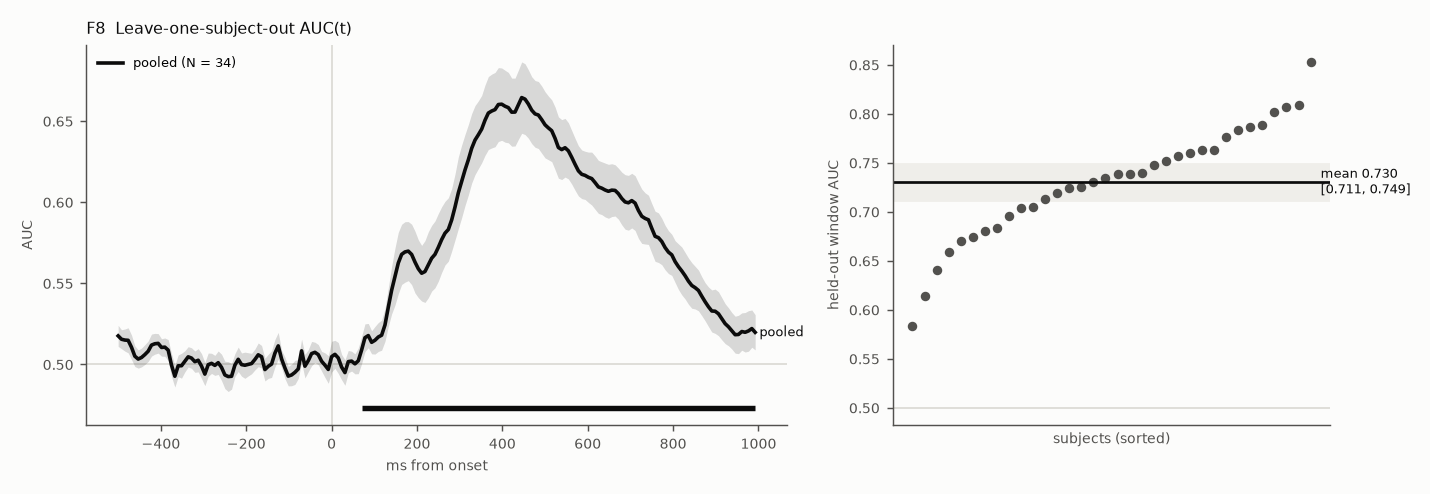 F8  Leave-one-subject-out AUC(t)
pooled (N = 34)
AUC
0.65
0.60
0.55
0.50
pooled
−400
−200
0
200
400
600
800
1000
ms from onset
held-out window AUC
0.85
0.80
0.75
0.70
0.65
0.60
0.55
0.50
mean 0.730
[0.711, 0.749]
subjects (sorted)